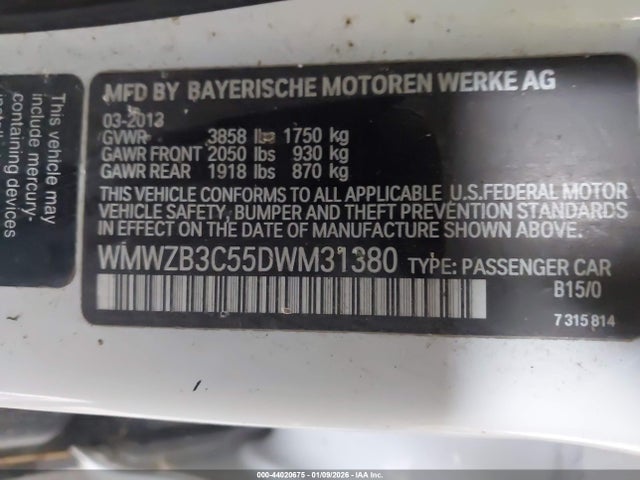 This vehicle may
include mercury-
containing devices
MFD BY BAYERISCHE MOTOREN WERKE AG
03-2013
GVWR 3858 lbs 1750 kg
GAWR FRONT 2050 lbs 930 kg
GAWR REAR 1918 lbs 870 kg
THIS VEHICLE CONFORMS TO ALL APPLICABLE U.S.FEDERAL MOTOR
VEHICLE SAFETY, BUMPER AND THEFT PREVENTION STANDARDS
IN EFFECT ON THE DATE OF MANUFACTURE SHOWN ABOVE.
WMWZB3C55DWM31380 TYPE: PASSENGER CAR
B15/0
7 315 814
000-44020675 - 01/09/2026 - IAA Inc.